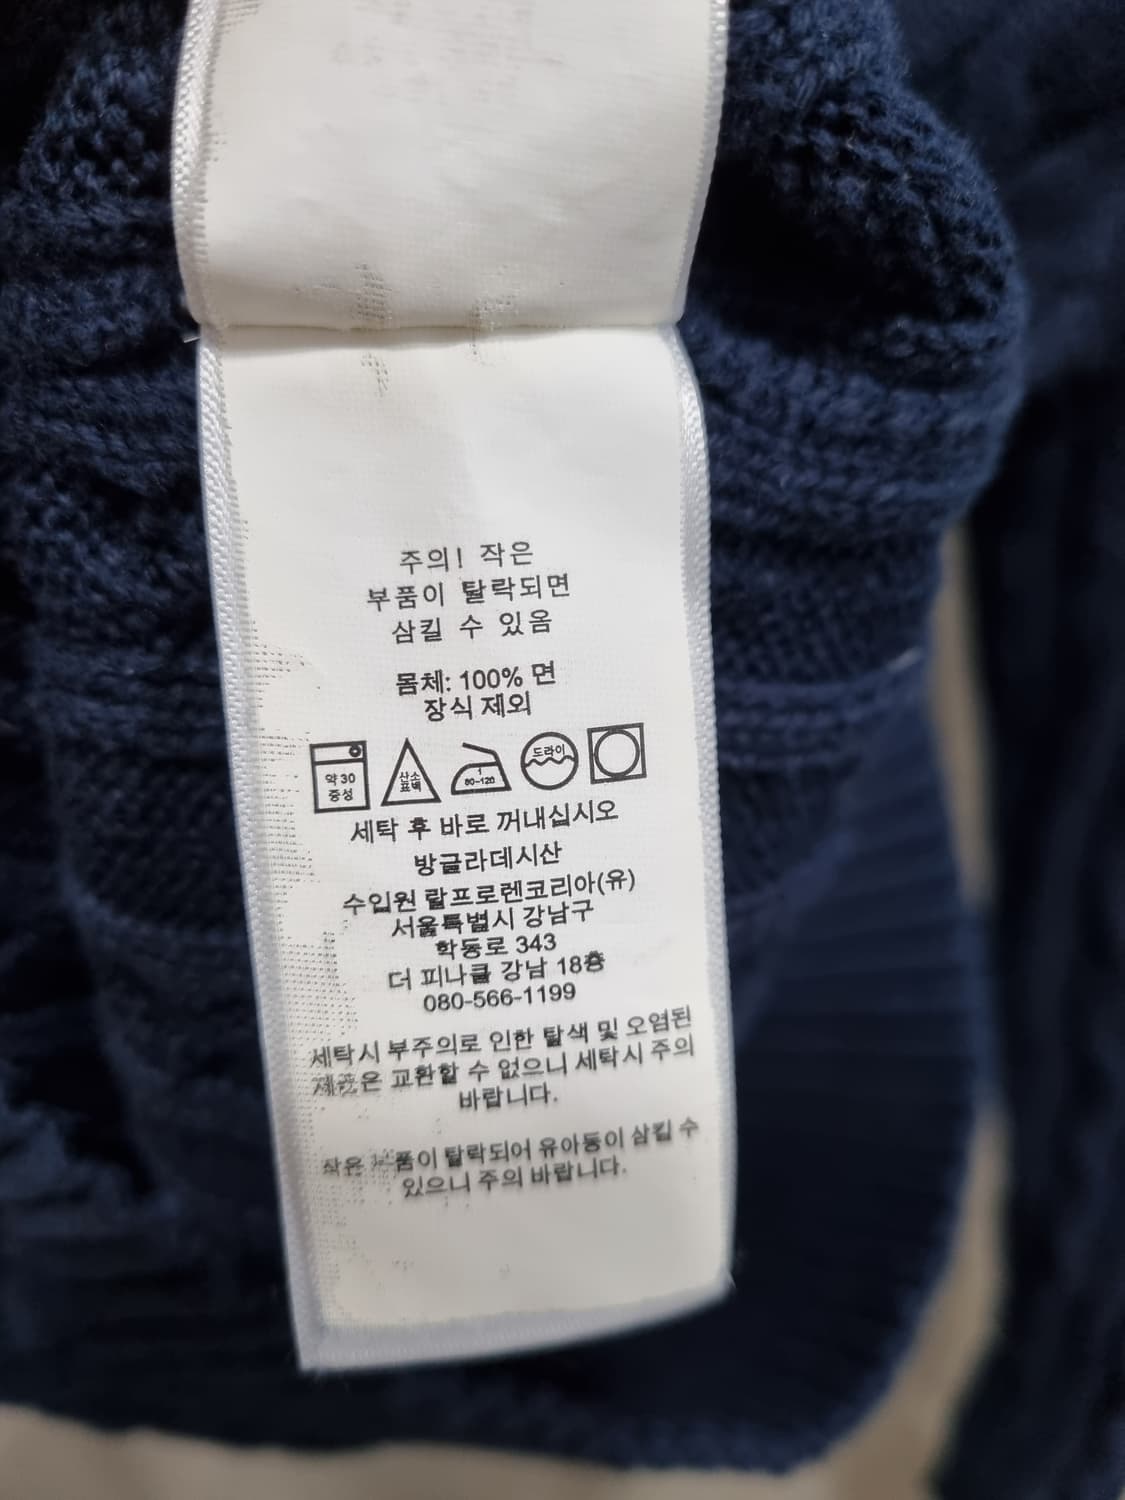 주의! 작은
부품이 탈락되면
삼킬 수 있음
몸체: 100% 면
장식 제외
약 30
중성
산소
표백
1
80~120
도라이
세탁 후 바로 꺼내십시오
방글라데시산
수입원 랄프로렌코리아(유)
서울특별시 강남구
학동로 343
더 피나클 강남 18층
080-566-1199
세탁시 부주의로 인한 탈색 및 오염된
제품은 교환할 수 없으니 세탁시 주의
바랍니다.
작은 부품이 탈락되어 유아동이 삼킬 수
있으니 주의 바랍니다.